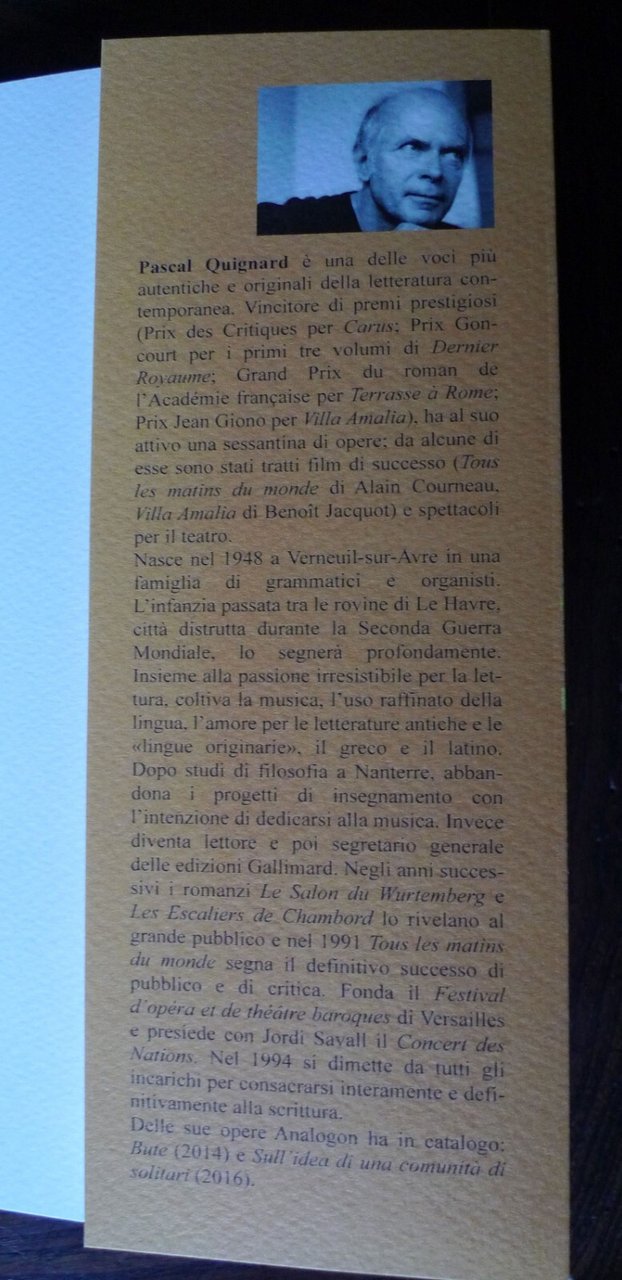 Pascal Quignard è una delle voci più
autentiche e originali della letteratura con-
temporanea. Vincitore di premi prestigiosi
(Prix des Critiques per Carus; Prix Gon-
court per i primi tre volumi di Dernier
Royaume; Grand Prix du roman de
l'Académie française per Terrasse à Rome;
Prix Jean Giono per Villa Amalia), ha al suo
attivo una sessantina di opere; da alcune di
esse sono stati tratti film di successo (Tous
les matins du monde di Alain Courneau,
Villa Amalia di Benoît Jacquot) e spettacoli
per il teatro.
Nasce nel 1948 a Verneuil-sur-Avre in una
famiglia di grammatici e organisti.
L'infanzia passata tra le rovine di Le Havre,
città distrutta durante la Seconda Guerra
Mondiale, lo segnerà profondamente.
Insieme alla passione irresistibile per la let-
tura, coltiva la musica, l'uso raffinato della
lingua, l'amore per le letterature antiche e le
«lingue originarie», il greco e il latino.
Dopo studi di filosofia a Nanterre, abban-
dona i progetti di insegnamento con
l'intenzione di dedicarsi alla musica. Invece
diventa lettore e poi segretario generale
delle edizioni Gallimard. Negli anni succes-
sivi i romanzi Le Salon du Wurtemberg e
Les Escaliers de Chambord lo rivelano al
grande pubblico e nel 1991 Tous les matins
du monde segna il definitivo successo di
pubblico e di critica. Fonda il Festival
d'opéra et de théâtre baroques di Versailles
e presiede con Jordi Savall il Concert des
Nations. Nel 1994 si dimette da tutti gli
incarichi per consacrarsi interamente e defi-
nitivamente alla scrittura.
Delle sue opere Analogon ha in catalogo:
Bute (2014) e Sull'idea di una comunità di
solitari (2016).